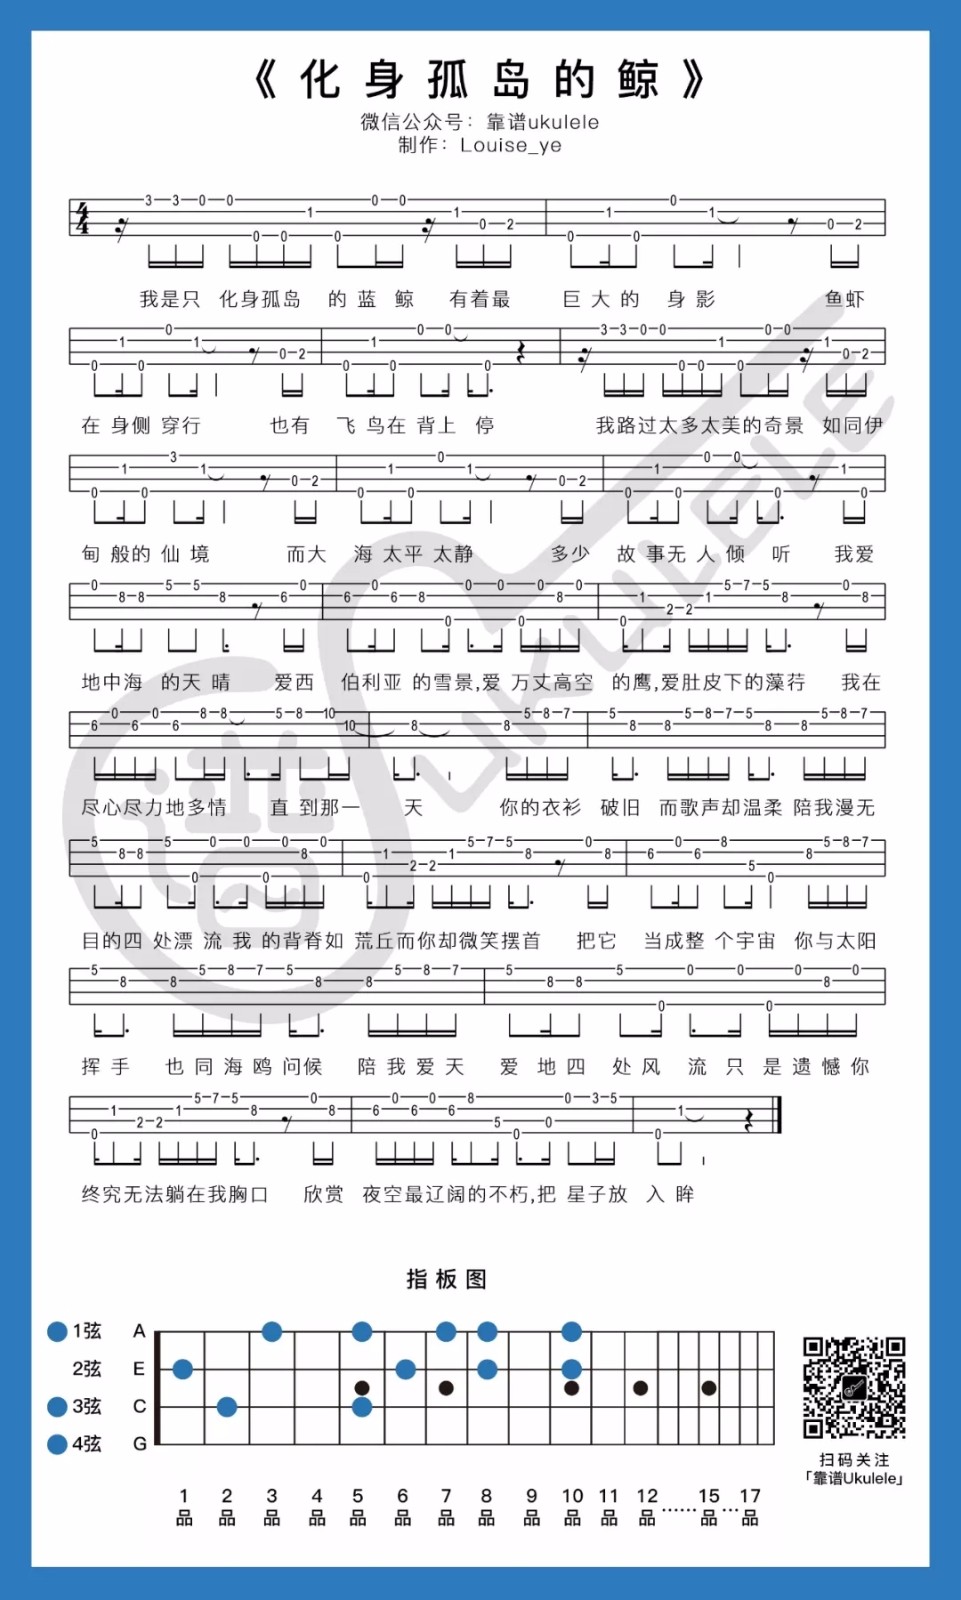 《化身孤岛的鲸》
微信公众号：靠谱ukulele
制作：Louise_ye
我是只 化身孤岛 的蓝鲸 有着最 巨大的 身影 鱼虾
在身侧穿行 也有 飞鸟在背上停 我路过太多太美的奇景 如同伊
甸般的仙境 而大 海太平太静 多少 故事无人倾听 我爱
地中海 的天晴 爱西 伯利亚的雪景,爱 万丈高空 的鹰,爱肚皮下的藻荇 我在
尽心尽力地多情 直到那一 天 你的衣衫 破旧 而歌声却温柔 陪我漫无
目的四处漂流 我的背脊如 荒丘而你却微笑摆首 把它 当成整个宇宙 你与太阳
挥手 也同海鸥问候 陪我爱天 爱地四处风流只是遗憾你
终究无法躺在我胸口 欣赏 夜空最辽阔的不朽,把 星子放 入眸
指板图
1弦 A
2弦 E
3弦 C
4弦 G
1 2 3 4 5 6 7 8 9 10 11 12 ······ 15 ··· 17
品 品 品 品 品 品 品 品 品 品 品 品 品 品
扫码关注
「靠谱Ukulele」
谱
UKULELE